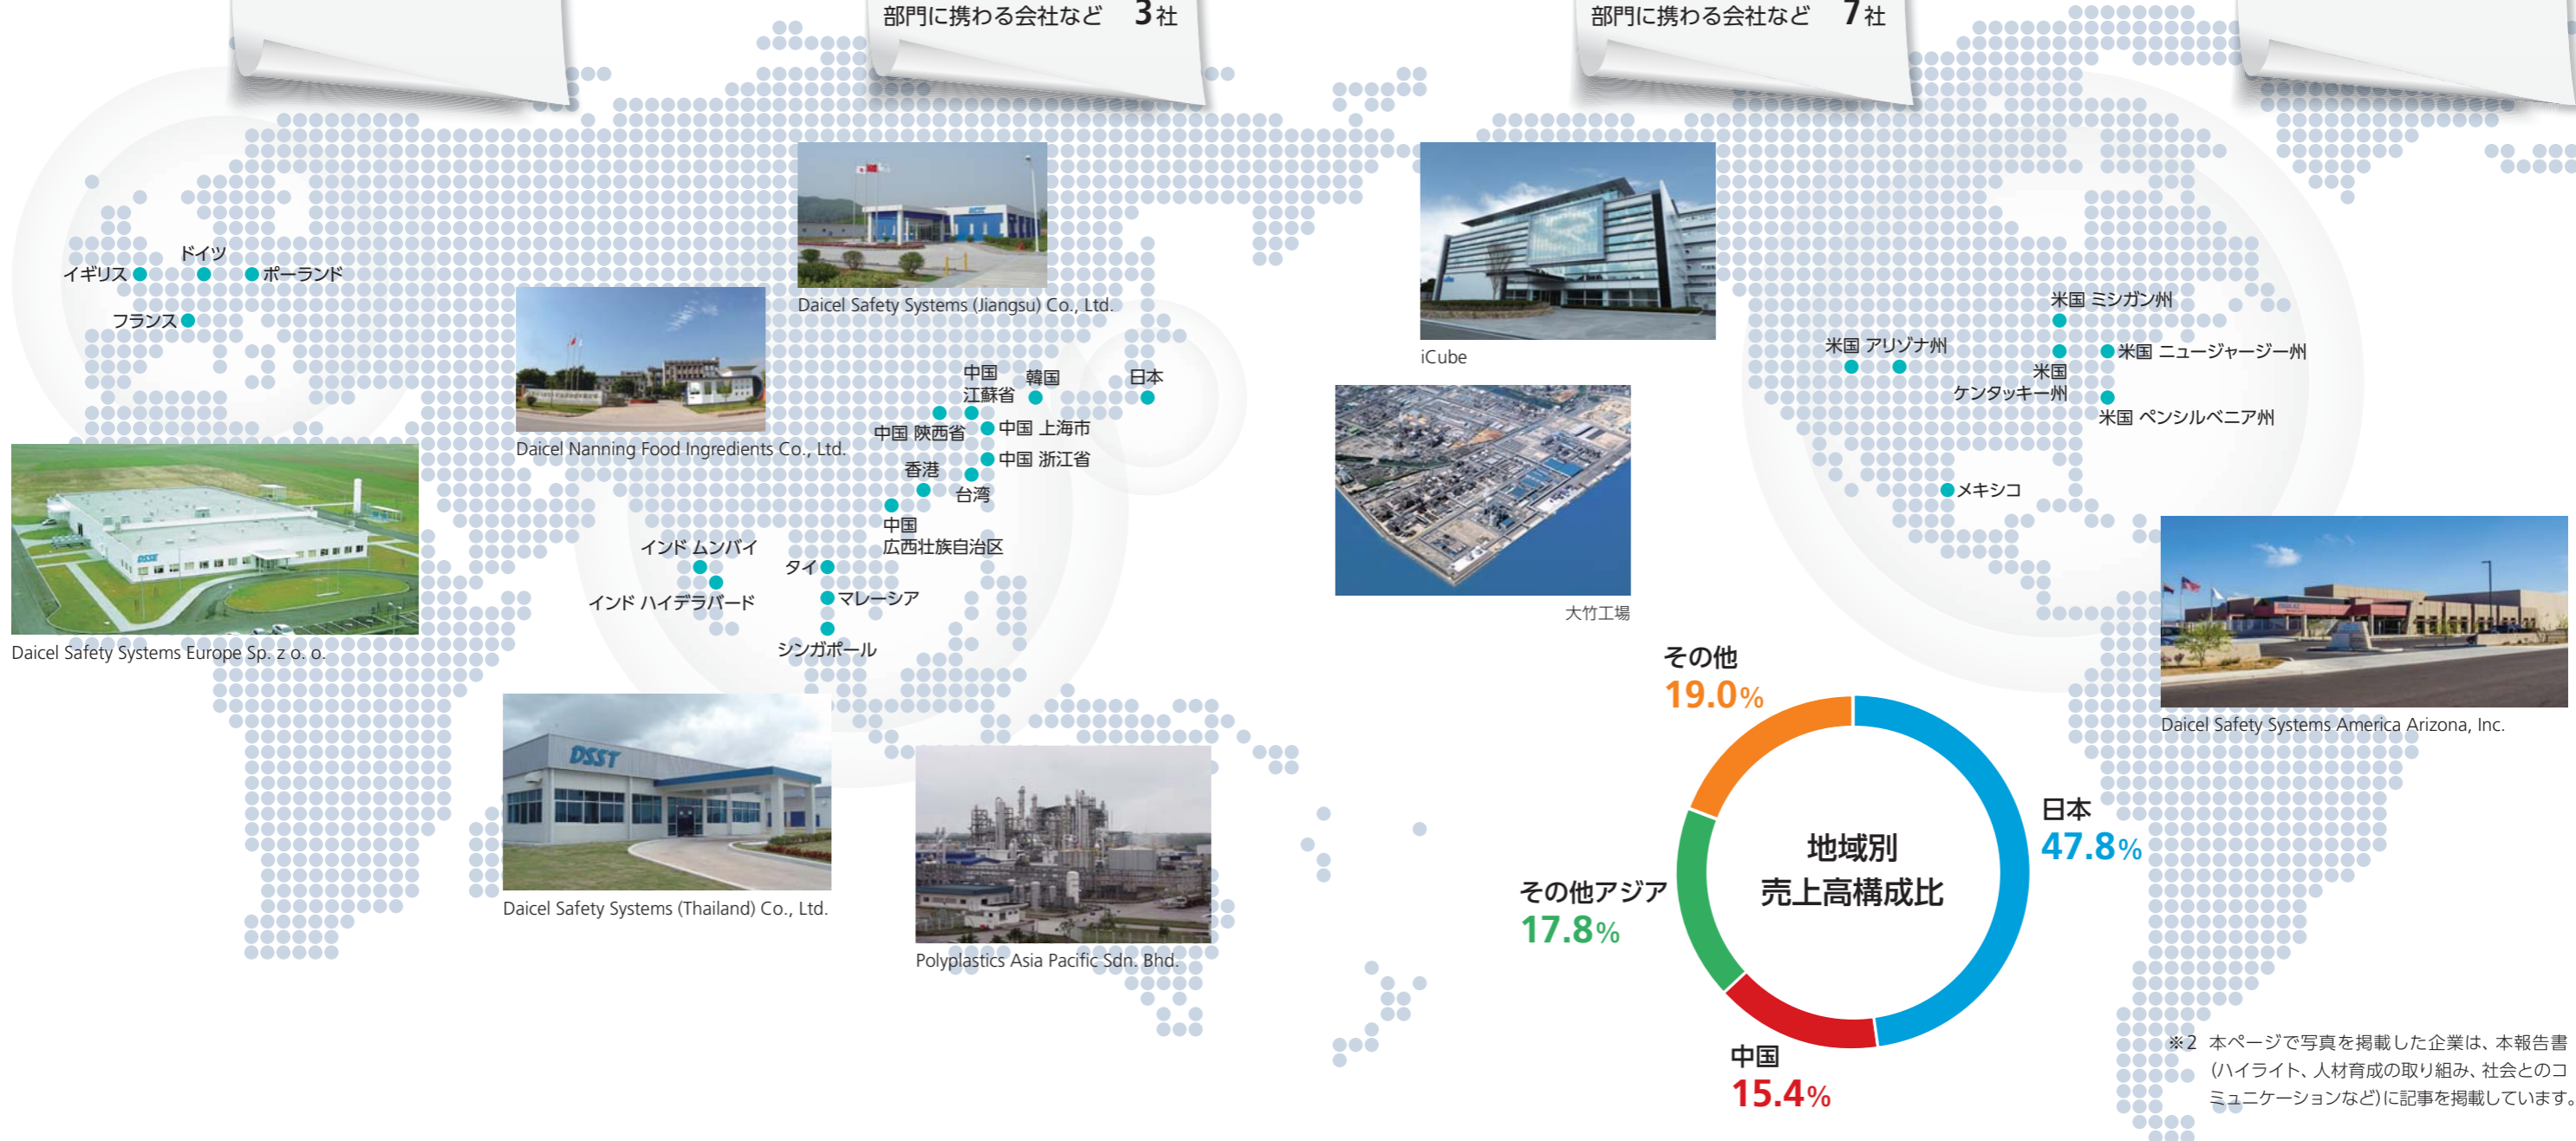 部門に携わる会社など 3社
部門に携わる会社など 7社
イギリス
ドイツ
ポーランド
フランス
Daicel Safety Systems Europe Sp. z o. o.
Daicel Nanning Food Ingredients Co., Ltd.
Daicel Safety Systems (Jiangsu) Co., Ltd.
中国
江蘇省
韓国
日本
中国 陝西省
中国 上海市
中国 浙江省
香港
台湾
中国
広西壮族自治区
インド ムンバイ
インド ハイデラバード
タイ
マレーシア
シンガポール
DSST
Daicel Safety Systems (Thailand) Co., Ltd.
Polyplastics Asia Pacific Sdn. Bhd.
iCube
大竹工場
米国 ミシガン州
米国 アリゾナ州
米国 ニュージャージー州
米国
ケンタッキー州
米国 ペンシルベニア州
メキシコ
Daicel Safety Systems America Arizona, Inc.
地域別
売上高構成比
その他
19.0%
日本
47.8%
その他アジア
17.8%
中国
15.4%
※2 本ページで写真を掲載した企業は、本報告書
(ハイライト、人材育成の取り組み、社会とのコ
ミュニケーションなど)に記事を掲載しています。